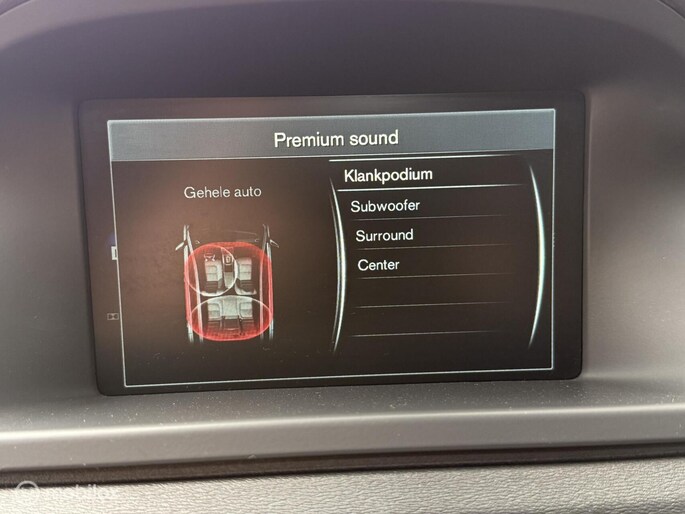 Premium sound
Gehele auto
Klankpodium
Subwoofer
Surround
Center
© mobilox